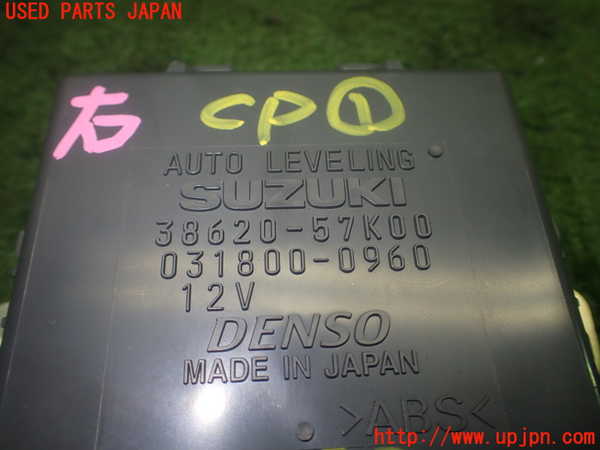 USED PARTS JAPAN
右 CP①
AUTO LEVELING
SUZUKI
38620-57K00
031800-0960
12V
DENSO
MADE IN JAPAN
>ABS<
http://www.upjpn.com